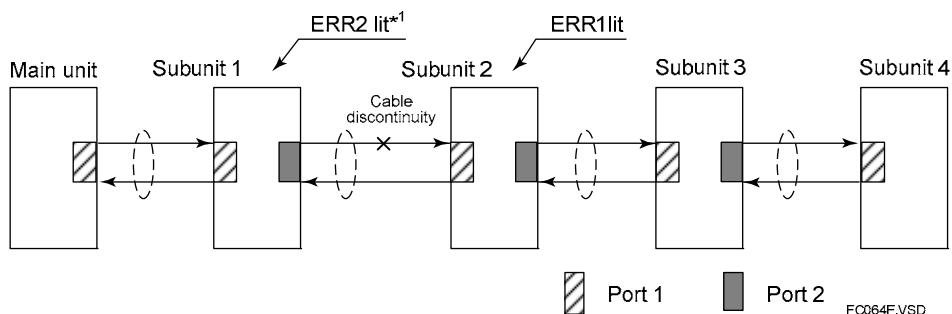 ERR2 lit*1
ERR1lit
Main unit
Subunit 1
Subunit 2
Subunit 3
Subunit 4
Cable
discontinuity
Port 1
Port 2
FC064E.VSD